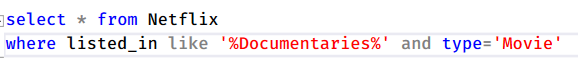 select * from Netflix
where listed_in like '%Documentaries%' and type='Movie'